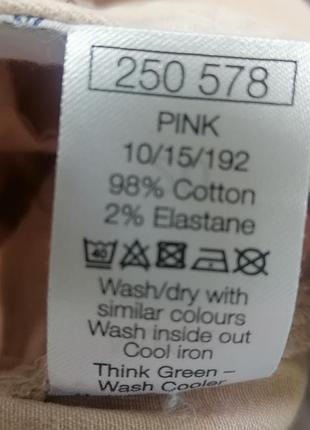 250 578
PINK
10/15/192
98% Cotton
2% Elastane
40
Wash/dry with
similar colours
Wash inside out
Cool iron
Think Green –
Wash Cooler